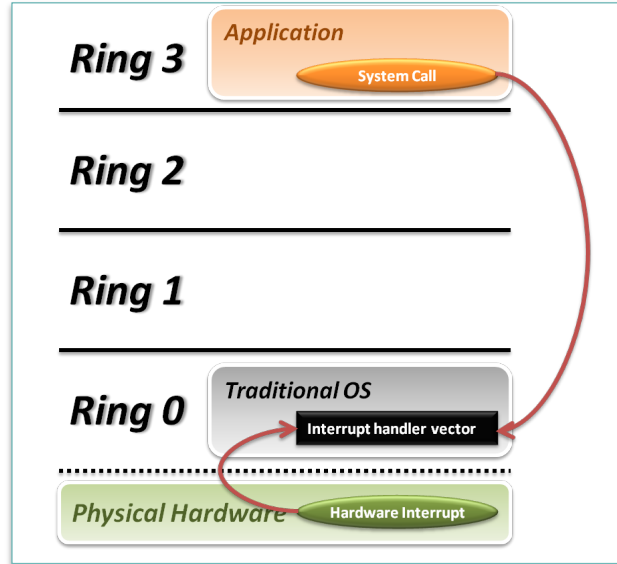 Application
Ring 3
System Call
Ring 2
Ring 1
Traditional OS
Ring 0
Interrupt handler vector
Physical Hardware
Hardware Interrupt